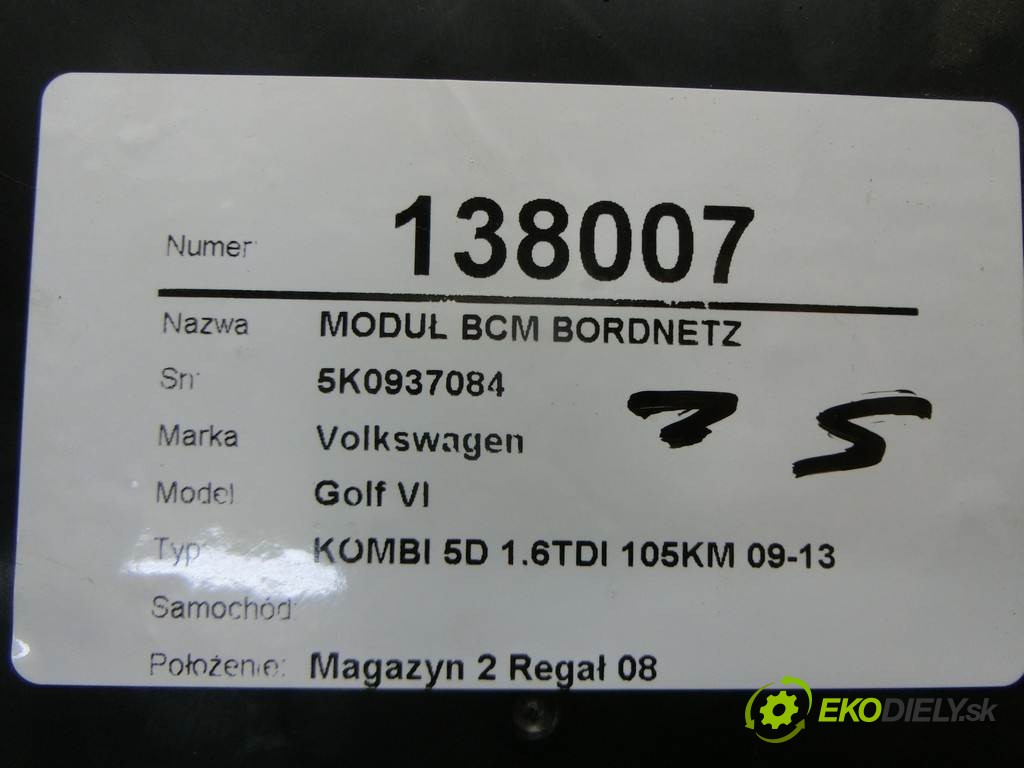 Numer: 138007
Nazwa MODUŁ BCM BORDNETZ
Sn: 5K0937084
Marka Volkswagen
Model Golf VI
Typ: KOMBI 5D 1.6TDI 105KM 09-13
Samochód:
Położenie: Magazyn 2 Regał 08
EKODIELY.sk